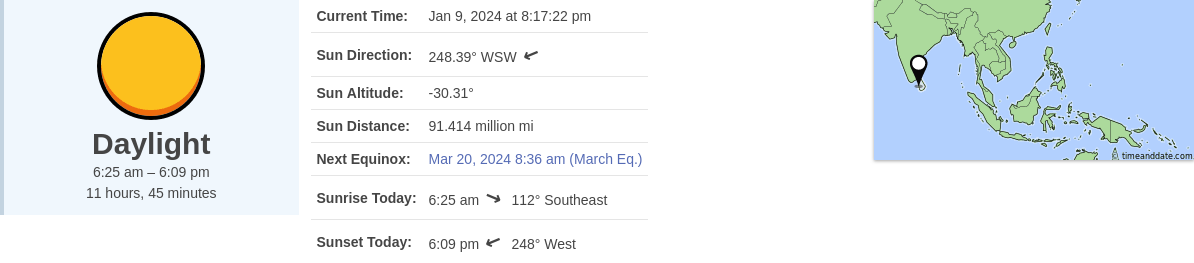 Daylight
6:25 am – 6:09 pm
11 hours, 45 minutes
Current Time: Jan 9, 2024 at 8:17:22 pm
Sun Direction: 248.39° WSW
Sun Altitude: -30.31°
Sun Distance: 91.414 million mi
Next Equinox: Mar 20, 2024 8:36 am (March Eq.)
Sunrise Today: 6:25 am 112° Southeast
Sunset Today: 6:09 pm 248° West
© timeanddate.com